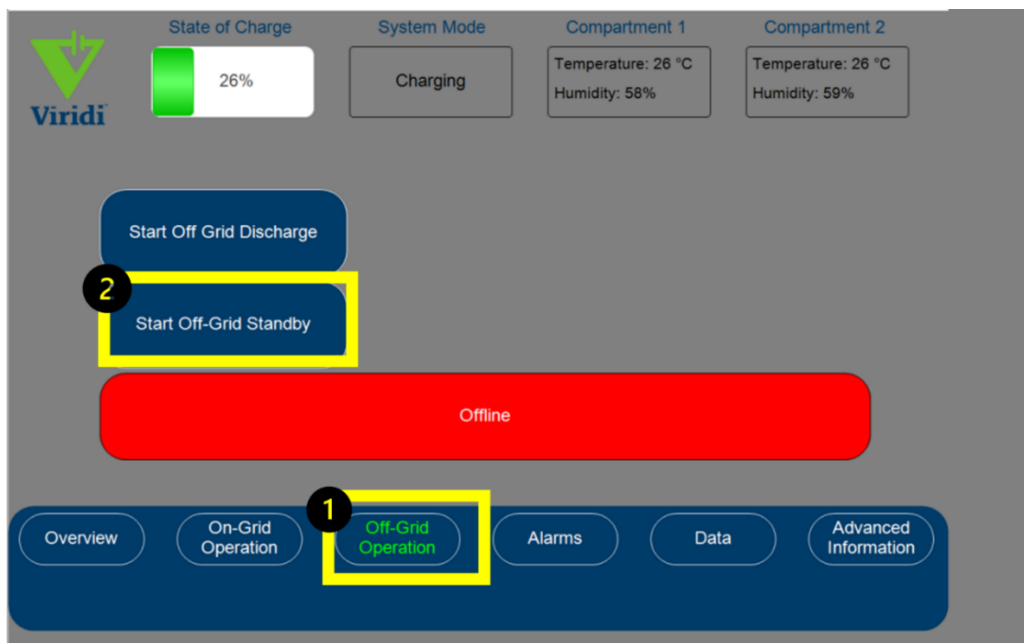 State of Charge
System Mode
Compartment 1
Compartment 2
26%
Charging
Temperature: 26 °C
Humidity: 58%
Temperature: 26 °C
Humidity: 59%
Viridi
Start Off Grid Discharge
2
Start Off-Grid Standby
Offline
1
Overview
On-Grid
Operation
Off-Grid
Operation
Alarms
Data
Advanced
Information